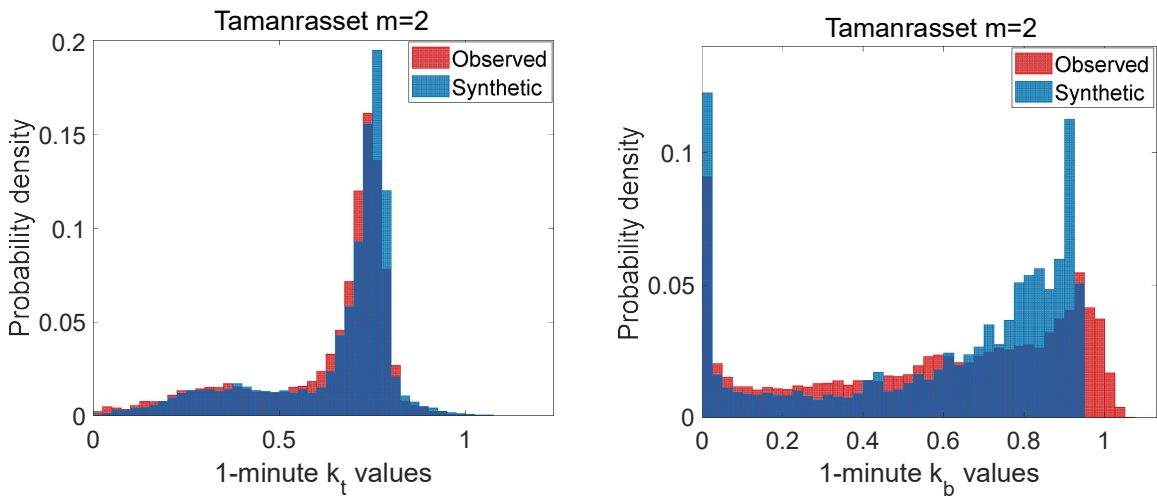 Tamanrasset m=2
Observed
Synthetic
Probability density
0.2
0.15
0.1
0.05
0
0
0.5
1
1-minute kt values
Tamanrasset m=2
Observed
Synthetic
Probability density
0.1
0.05
0
0
0.2
0.4
0.6
0.8
1
1-minute kb values